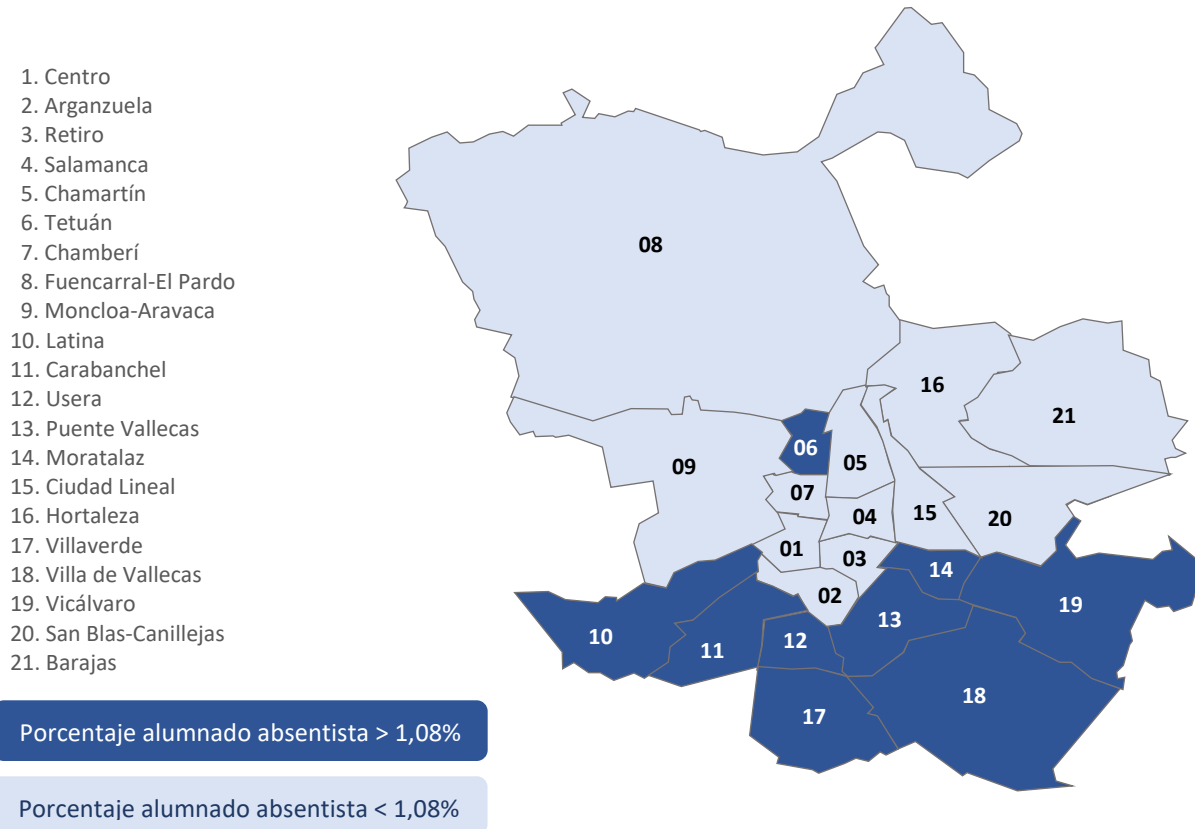 1. Centro
2. Arganzuela
3. Retiro
4. Salamanca
5. Chamartín
6. Tetuán
7. Chamberí
8. Fuencarral-El Pardo
9. Moncloa-Aravaca
10. Latina
11. Carabanchel
12. Usera
13. Puente Vallecas
14. Moratalaz
15. Ciudad Lineal
16. Hortaleza
17. Villaverde
18. Villa de Vallecas
19. Vicálvaro
20. San Blas-Canillejas
21. Barajas
Porcentaje alumnado absentista > 1,08%
Porcentaje alumnado absentista < 1,08%
08
16
21
06
05
09
07
04
15
20
01
03
14
02
19
13
10
12
11
18
17